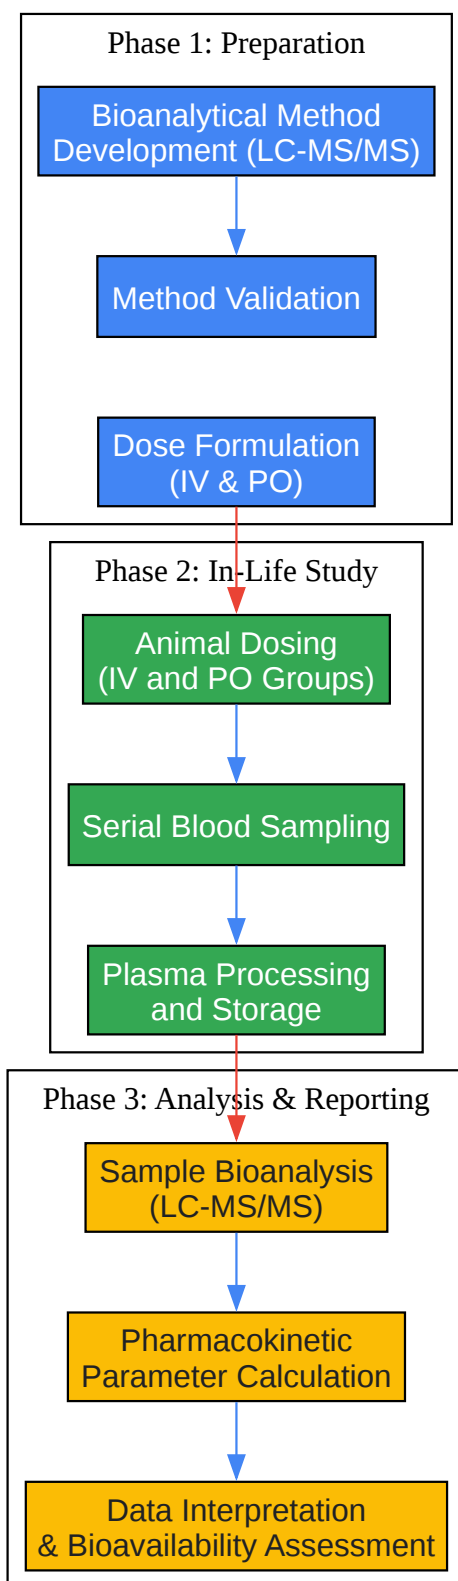 Phase 1: Preparation
Bioanalytical Method
Development (LC-MS/MS)
Method Validation
Dose Formulation
(IV & PO)
Phase 2: In-Life Study
Animal Dosing
(IV and PO Groups)
Serial Blood Sampling
Plasma Processing
and Storage
Phase 3: Analysis & Reporting
Sample Bioanalysis
(LC-MS/MS)
Pharmacokinetic
Parameter Calculation
Data Interpretation
& Bioavailability Assessment